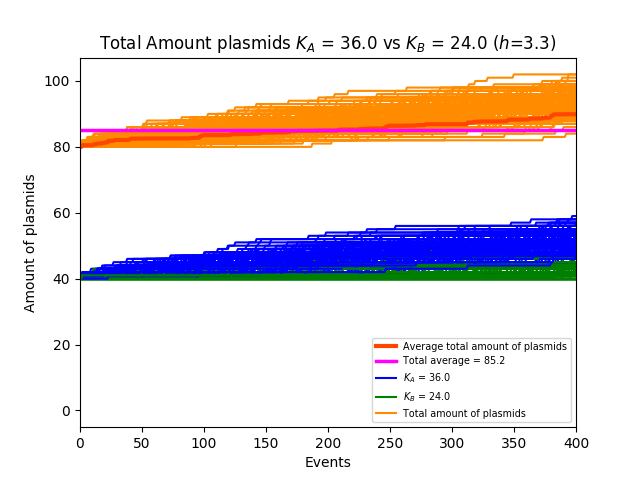 Total Amount plasmids K_A = 36.0 vs K_B = 24.0 (h=3.3)
100
80
60
40
20
0
Amount of plasmids
0 50 100 150 200 250 300 350 400
Events
Average total amount of plasmids
Total average = 85.2
K_A = 36.0
K_B = 24.0
Total amount of plasmids